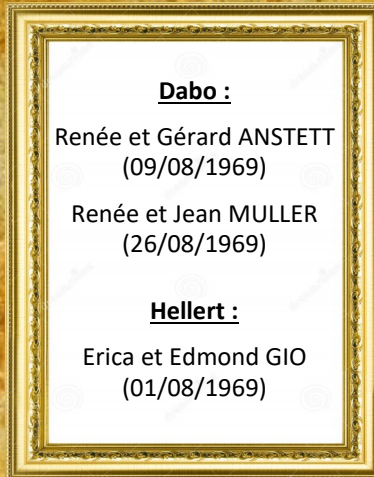 Dabo :
Renée et Gérard ANSTETT
(09/08/1969)
Renée et Jean MULLER
(26/08/1969)
Hellert :
Erica et Edmond GIO
(01/08/1969)